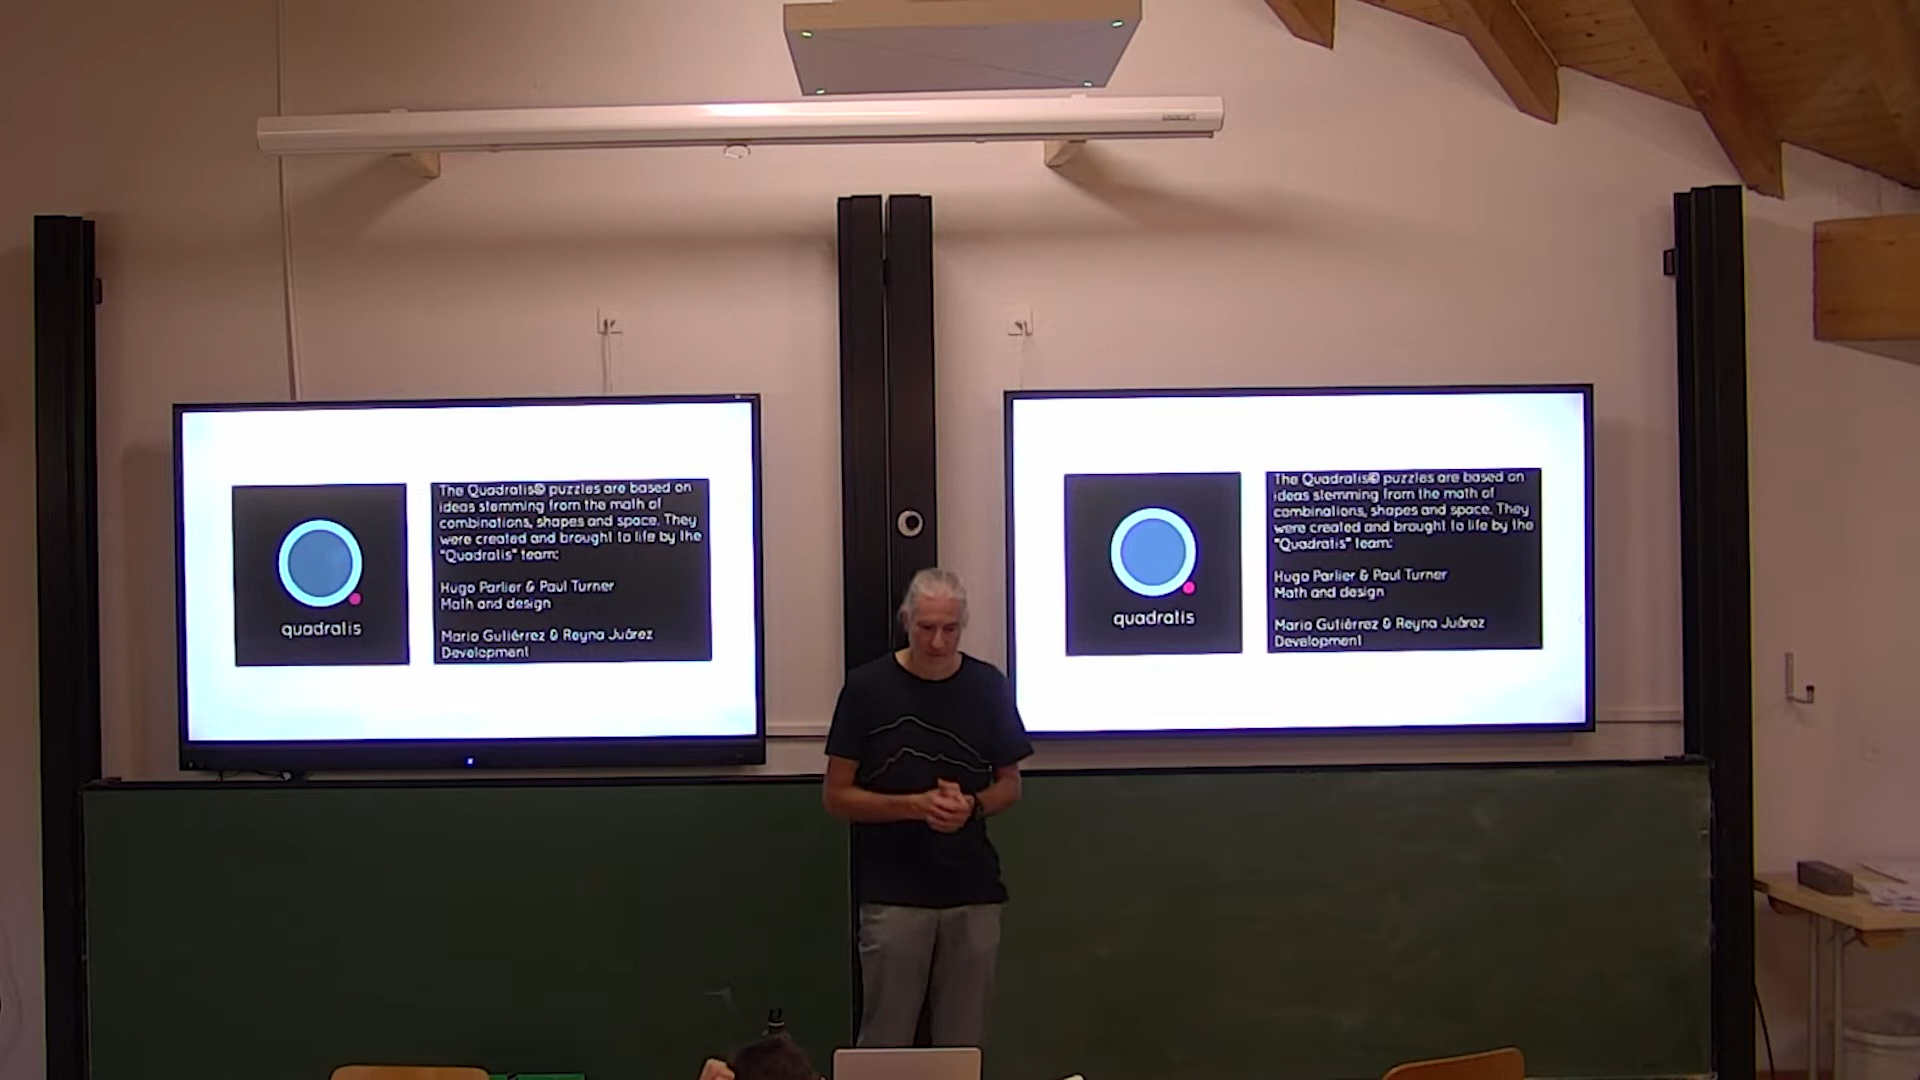 quadratis
The Quadratis© puzzles are based on
ideas stemming from the math of
combinations, shapes and space. They
were created and brought to life by the
"Quadratis" team:
Hugo Parlier & Paul Turner
Math and design
Mario Gutiérrez & Reyna Juárez
Development
quadratis
The Quadratis© puzzles are based on
ideas stemming from the math of
combinations, shapes and space. They
were created and brought to life by the
"Quadratis" team:
Hugo Parlier & Paul Turner
Math and design
Mario Gutiérrez & Reyna Juárez
Development